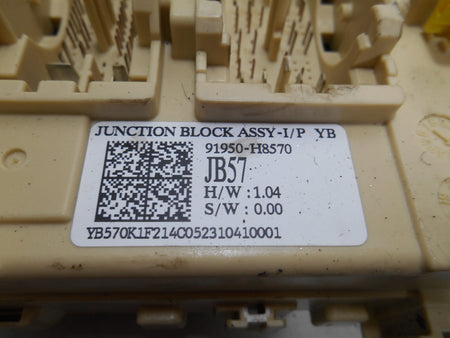 JUNCTION BLOCK ASSY-I/P YB
91950-H8570
JB57
H/W : 1.04
S/W : 0.00
YB570K1F214C052310410001